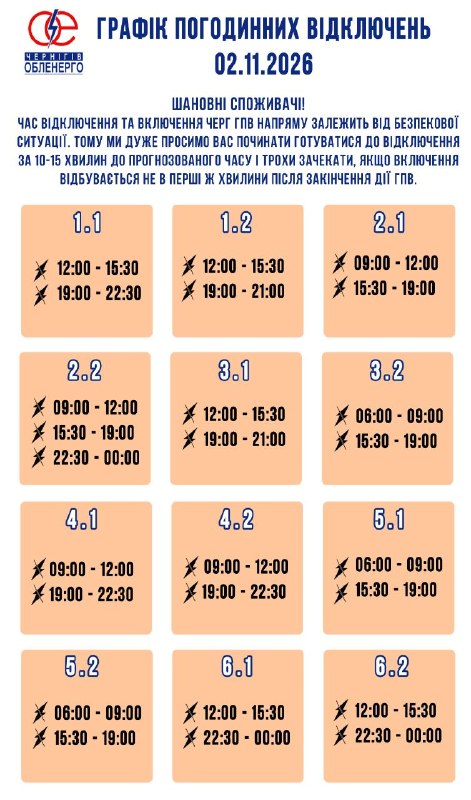 ЧЕРНІГІВ
ОБЛЕНЕРГО
ГРАФІК ПОГОДИННИХ ВІДКЛЮЧЕНЬ
02.11.2026
ШАНОВНІ СПОЖИВАЧІ!
ЧАС ВІДКЛЮЧЕННЯ ТА ВКЛЮЧЕННЯ ЧЕРГ ГПВ НАПРЯМУ ЗАЛЕЖИТЬ ВІД БЕЗПЕКОВОЇ
СИТУАЦІЇ. ТОМУ МИ ДУЖЕ ПРОСИМО ВАС ПОЧИНАТИ ГОТУВАТИСЯ ДО ВІДКЛЮЧЕННЯ
ЗА 10-15 ХВИЛИН ДО ПРОГНОЗОВАНОГО ЧАСУ І ТРОХИ ЗАЧЕКАТИ, ЯКЩО ВКЛЮЧЕННЯ
ВІДБУВАЄТЬСЯ НЕ В ПЕРШІ Ж ХВИЛИНИ ПІСЛЯ ЗАКІНЧЕННЯ ДІЇ ГПВ.
1.1
12:00 - 15:30
19:00 - 22:30
1.2
12:00 - 15:30
19:00 - 21:00
2.1
09:00 - 12:00
15:30 - 19:00
2.2
09:00 - 12:00
15:30 - 19:00
22:30 - 00:00
3.1
12:00 - 15:30
19:00 - 21:00
3.2
06:00 - 09:00
15:30 - 19:00
4.1
09:00 - 12:00
19:00 - 22:30
4.2
09:00 - 12:00
19:00 - 22:30
5.1
06:00 - 09:00
15:30 - 19:00
5.2
06:00 - 09:00
15:30 - 19:00
6.1
12:00 - 15:30
22:30 - 00:00
6.2
12:00 - 15:30
22:30 - 00:00